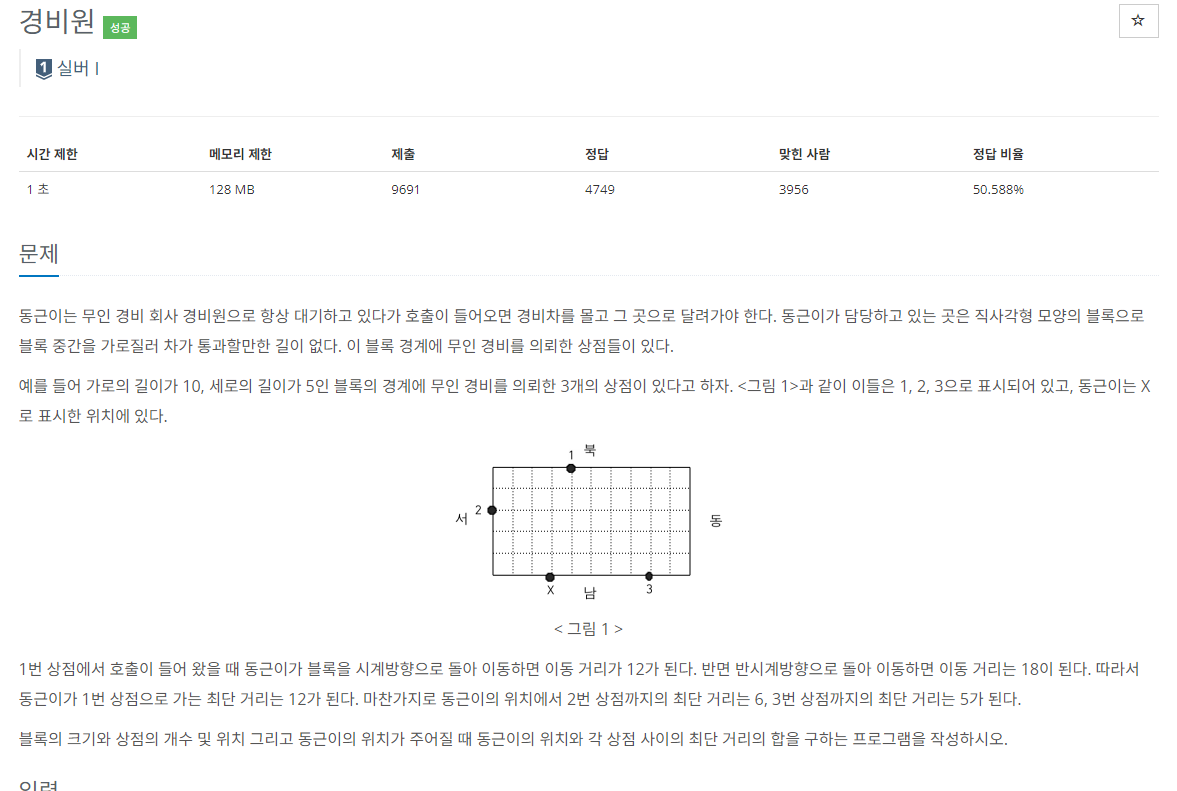 경비원 성공
☆
1 실버 I
시간 제한 메모리 제한 제출 정답 맞힌 사람 정답 비율
1 초 128 MB 9691 4749 3956 50.588%
문제
동근이는 무인 경비 회사 경비원으로 항상 대기하고 있다가 호출이 들어오면 경비차를 몰고 그 곳으로 달려가야 한다. 동근이가 담당하고 있는 곳은 직사각형 모양의 블록으로
블록 중간을 가로질러 차가 통과할만한 길이 없다. 이 블록 경계에 무인 경비를 의뢰한 상점들이 있다.
예를 들어 가로의 길이가 10, 세로의 길이가 5인 블록의 경계에 무인 경비를 의뢰한 3개의 상점이 있다고 하자. <그림 1>과 같이 이들은 1, 2, 3으로 표시되어 있고, 동근이는 X
로 표시한 위치에 있다.
1 북
서 2
동
X 남 3
< 그림 1 >
1번 상점에서 호출이 들어 왔을 때 동근이가 블록을 시계방향으로 돌아 이동하면 이동 거리가 12가 된다. 반면 반시계방향으로 돌아 이동하면 이동 거리는 18이 된다. 따라서
동근이가 1번 상점으로 가는 최단 거리는 12가 된다. 마찬가지로 동근이의 위치에서 2번 상점까지의 최단 거리는 6, 3번 상점까지의 최단 거리는 5가 된다.
블록의 크기와 상점의 개수 및 위치 그리고 동근이의 위치가 주어질 때 동근이의 위치와 각 상점 사이의 최단 거리의 합을 구하는 프로그램을 작성하시오.
입력